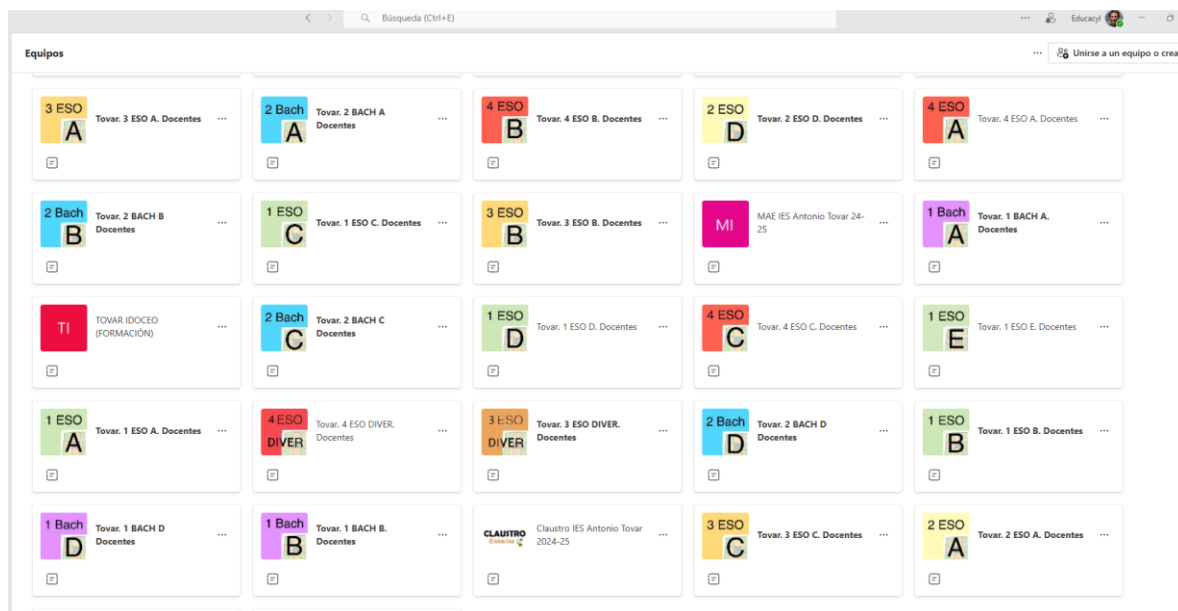 Búsqueda (Ctrl+E)
Educacyl
Equipos
Unirse a un equipo o crea
3 ESO
A
Tovar. 3 ESO A. Docentes
2 Bach
A
Tovar. 2 BACH A
Docentes
4 ESO
B
Tovar. 4 ESO B. Docentes
2 ESO
D
Tovar. 2 ESO D. Docentes
4 ESO
A
Tovar. 4 ESO A. Docentes
2 Bach
B
Tovar. 2 BACH B
Docentes
1 ESO
C
Tovar. 1 ESO C. Docentes
3 ESO
B
Tovar. 3 ESO B. Docentes
MI
MAE IES Antonio Tovar 24-
25
1 Bach
A
Tovar. 1 BACH A.
Docentes
TI
TOVAR IDOCEO
(FORMACIÓN)
2 Bach
C
Tovar. 2 BACH C
Docentes
1 ESO
D
Tovar. 1 ESO D. Docentes
4 ESO
C
Tovar. 4 ESO C. Docentes
1 ESO
E
Tovar. 1 ESO E. Docentes
1 ESO
A
Tovar. 1 ESO A. Docentes
4 ESO
DIVER
Tovar. 4 ESO DIVER.
Docentes
3 ESO
DIVER
Tovar. 3 ESO DIVER.
Docentes
2 Bach
D
Tovar. 2 BACH D
Docentes
1 ESO
B
Tovar. 1 ESO B. Docentes
1 Bach
D
Tovar. 1 BACH D
Docentes
1 Bach
B
Tovar. 1 BACH B.
Docentes
CLAUSTRO
Claustro IES Antonio Tovar
2024-25
3 ESO
C
Tovar. 3 ESO C. Docentes
2 ESO
A
Tovar. 2 ESO A. Docentes